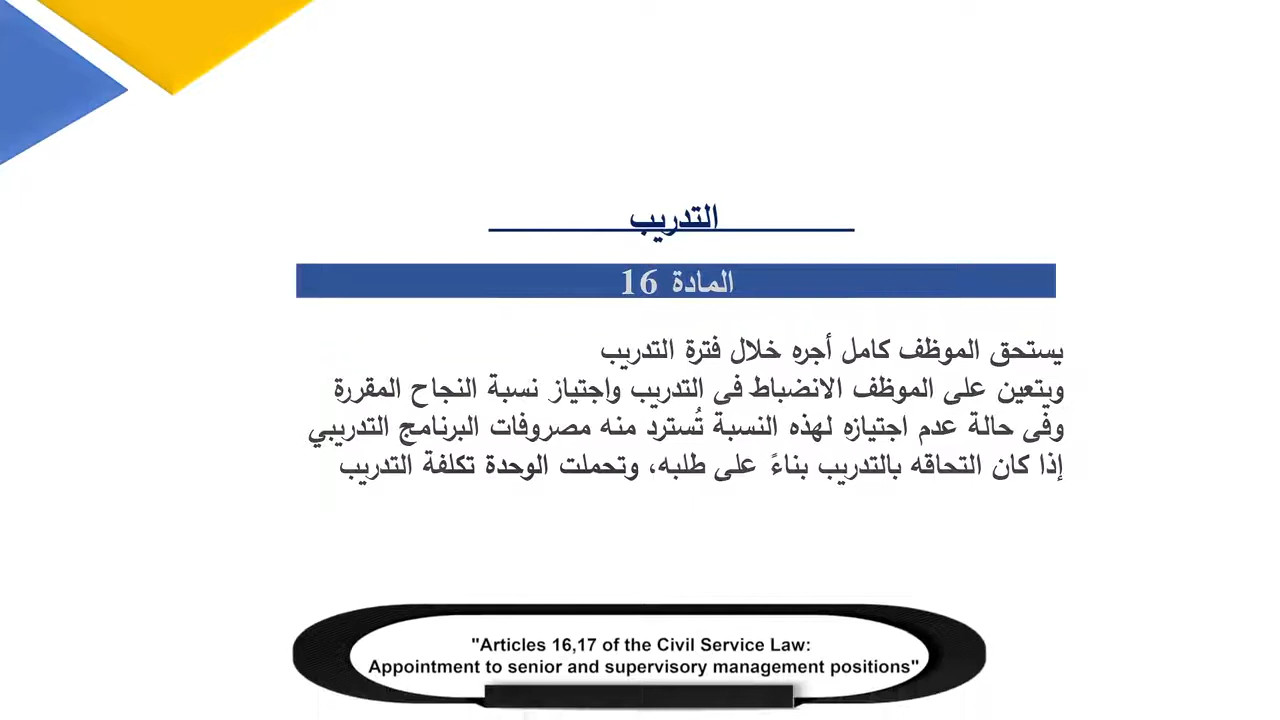 التدريب
المادة 16
يستحق الموظف كامل أجره خلال فترة التدريب
ويتعين على الموظف الانضباط فى التدريب واجتياز نسبة النجاح المقررة
وفى حالة عدم اجتيازه لهذه النسبة تُسترد منه مصروفات البرنامج التدريبي
إذا كان التحاقه بالتدريب بناءً على طلبه، وتحملت الوحدة تكلفة التدريب
"Articles 16,17 of the Civil Service Law:
Appointment to senior and supervisory management positions"